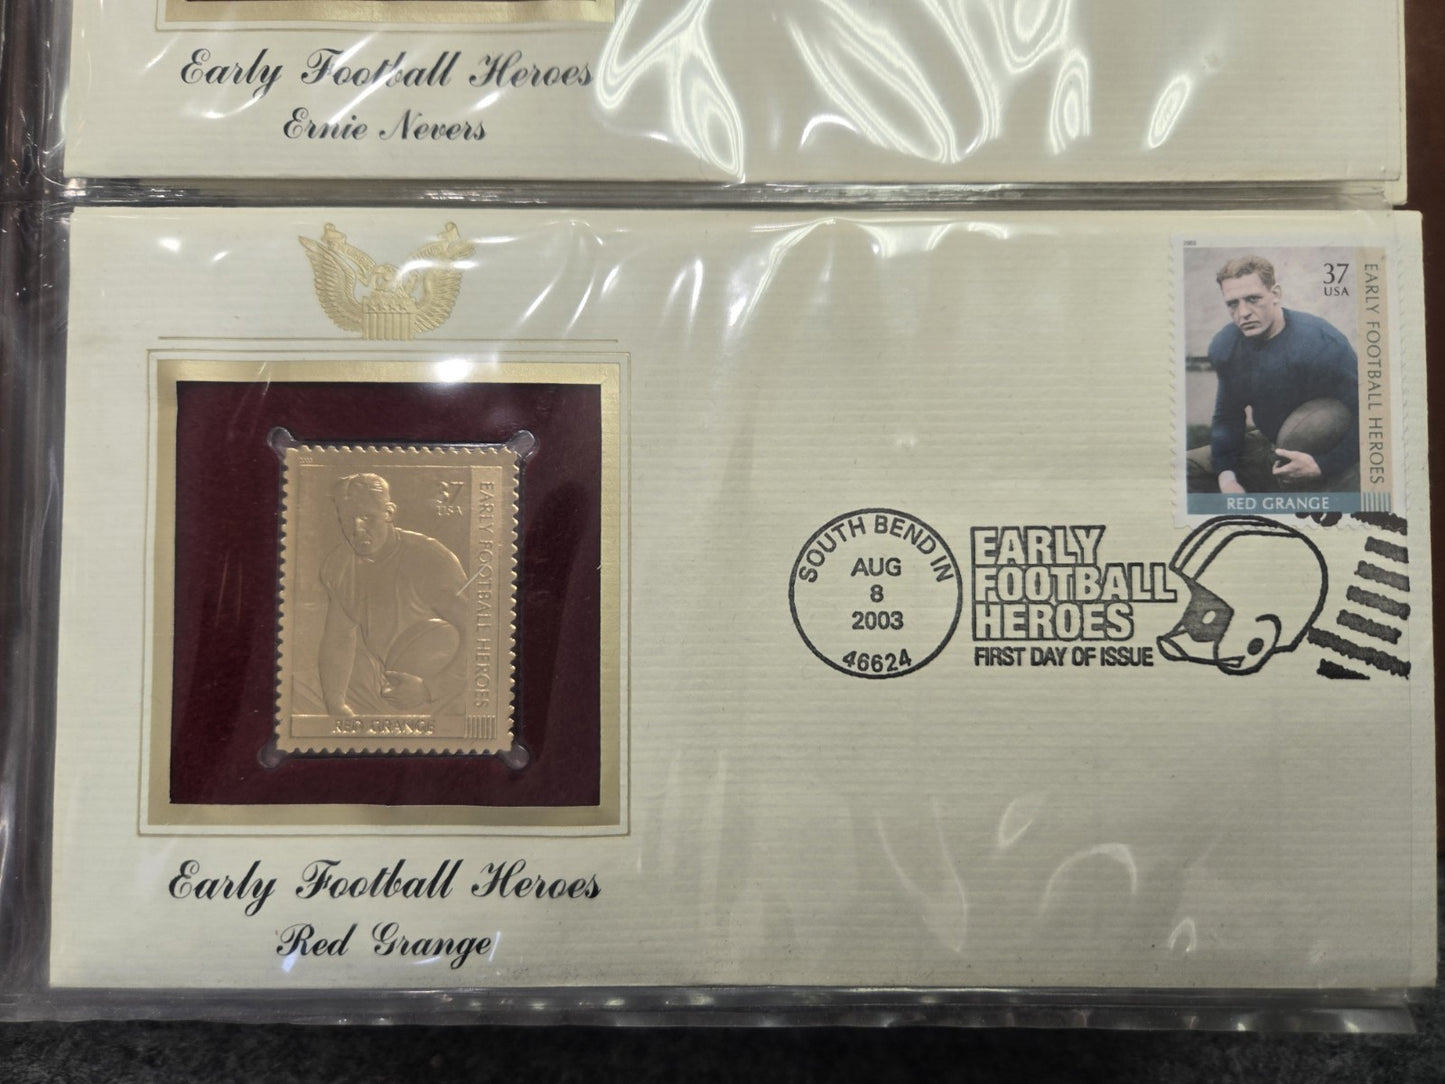 Early Football Heroes
Ernie Nevers
2003
37
USA
EARLY FOOTBALL HEROES
RED GRANGE
2003
37
USA
EARLY FOOTBALL HEROES
RED GRANGE
SOUTH BEND IN
AUG
8
2003
46624
EARLY
FOOTBALL
HEROES
FIRST DAY OF ISSUE
Early Football Heroes
Red Grange